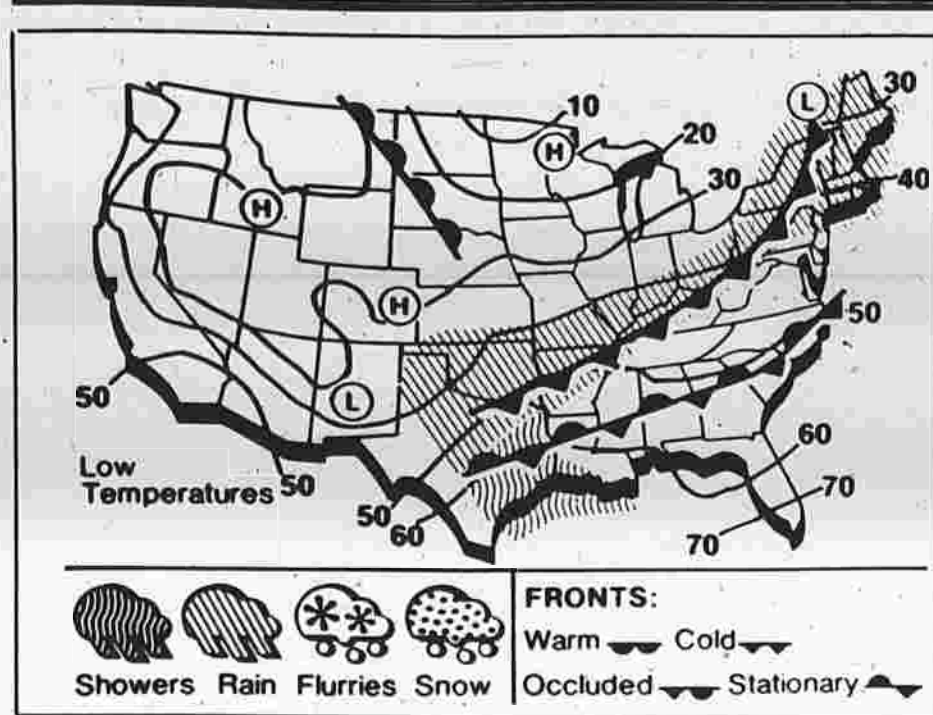 L
30
10
H
20
30
40
H
H
50
50
L
60
Low
Temperatures
50
50
60
70
70
FRONTS:
Warm Cold
Showers Rain Flurries Snow
Occluded Stationary